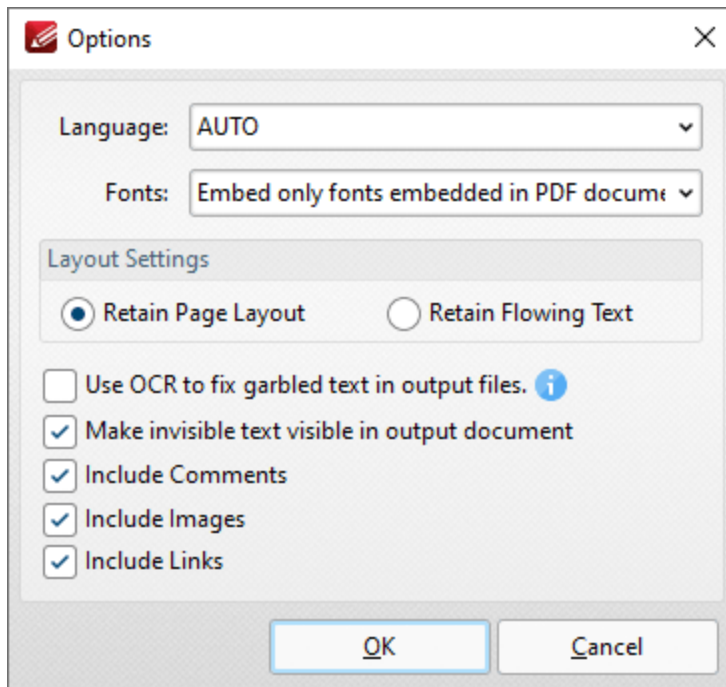 Options
Language: AUTO
Fonts: Embed only fonts embedded in PDF docume
Layout Settings
Retain Page Layout Retain Flowing Text
Use OCR to fix garbled text in output files. i
Make invisible text visible in output document
Include Comments
Include Images
Include Links
OK Cancel